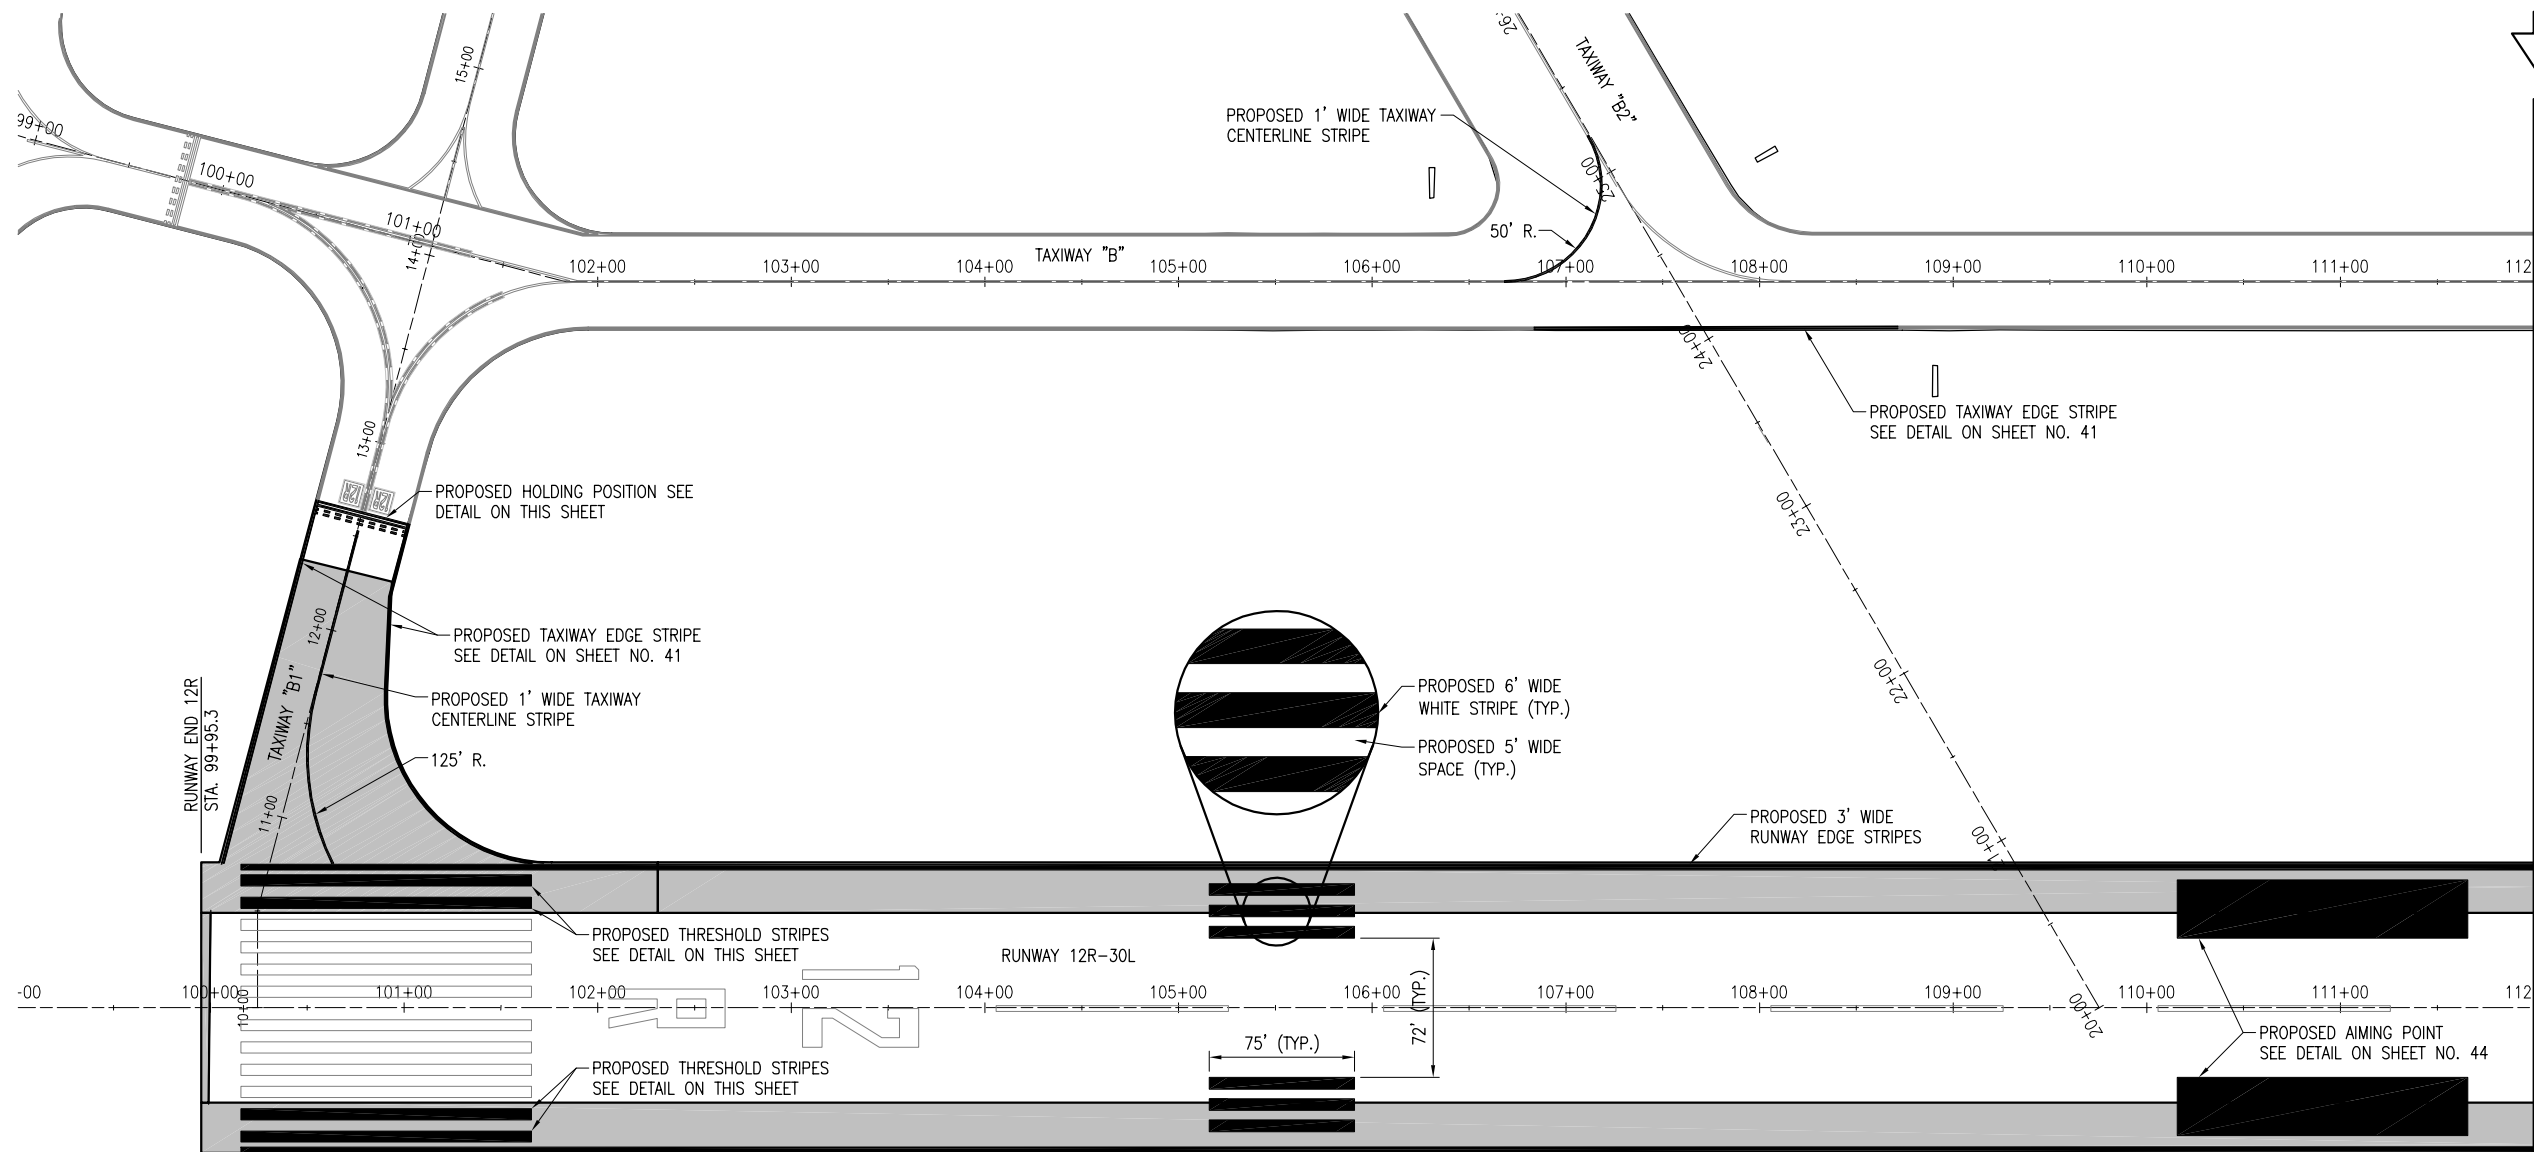 15+00
26+
TAXIWAY "B2"
PROPOSED 1' WIDE TAXIWAY
CENTERLINE STRIPE
99+00
100+00
25+00
101+00
14+00
50' R.
TAXIWAY "B"
102+00
103+00
104+00
105+00
106+00
107+00
108+00
109+00
110+00
111+00
112
24+00
PROPOSED TAXIWAY EDGE STRIPE
SEE DETAIL ON SHEET NO. 41
13+00
12R
12R
PROPOSED HOLDING POSITION SEE
DETAIL ON THIS SHEET
23+00
12+00
PROPOSED TAXIWAY EDGE STRIPE
SEE DETAIL ON SHEET NO. 41
TAXIWAY "B1"
PROPOSED 1' WIDE TAXIWAY
CENTERLINE STRIPE
22+00
PROPOSED 6' WIDE
WHITE STRIPE (TYP.)
RUNWAY END 12R
STA. 99+95.3
PROPOSED 5' WIDE
SPACE (TYP.)
125' R.
11+00
PROPOSED 3' WIDE
RUNWAY EDGE STRIPES
21+00
PROPOSED THRESHOLD STRIPES
SEE DETAIL ON THIS SHEET
RUNWAY 12R-30L
-00
100+00
101+00
102+00
103+00
104+00
105+00
106+00
107+00
108+00
109+00
110+00
111+00
112
10+00
R
12
20+00
72' (TYP.)
75' (TYP.)
PROPOSED AIMING POINT
SEE DETAIL ON SHEET NO. 44
PROPOSED THRESHOLD STRIPES
SEE DETAIL ON THIS SHEET